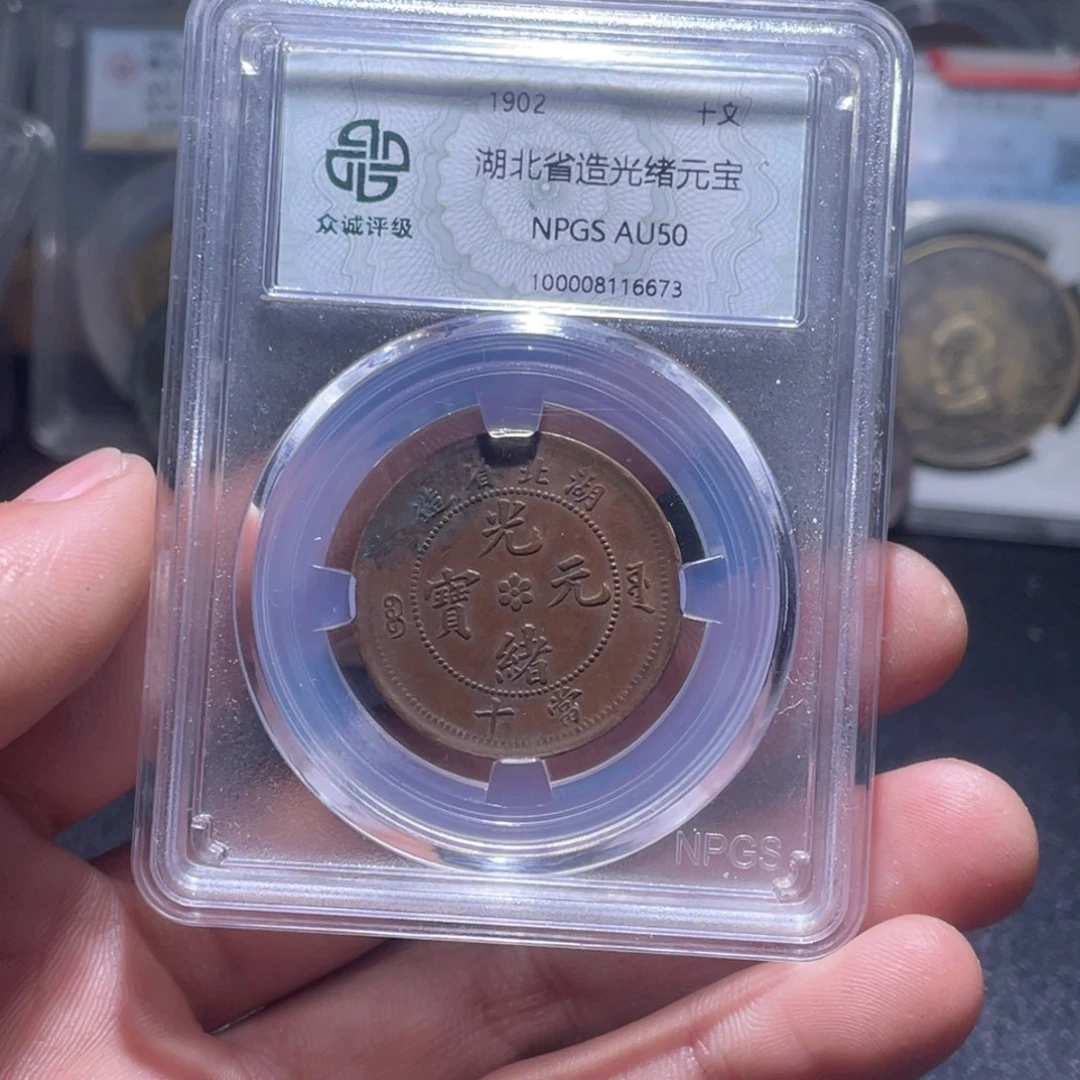 1902 十文
湖北省造光绪元宝
NPGS AU50
100008116673
众诚评级
湖北省造
光緒元寶
當十
NPGS